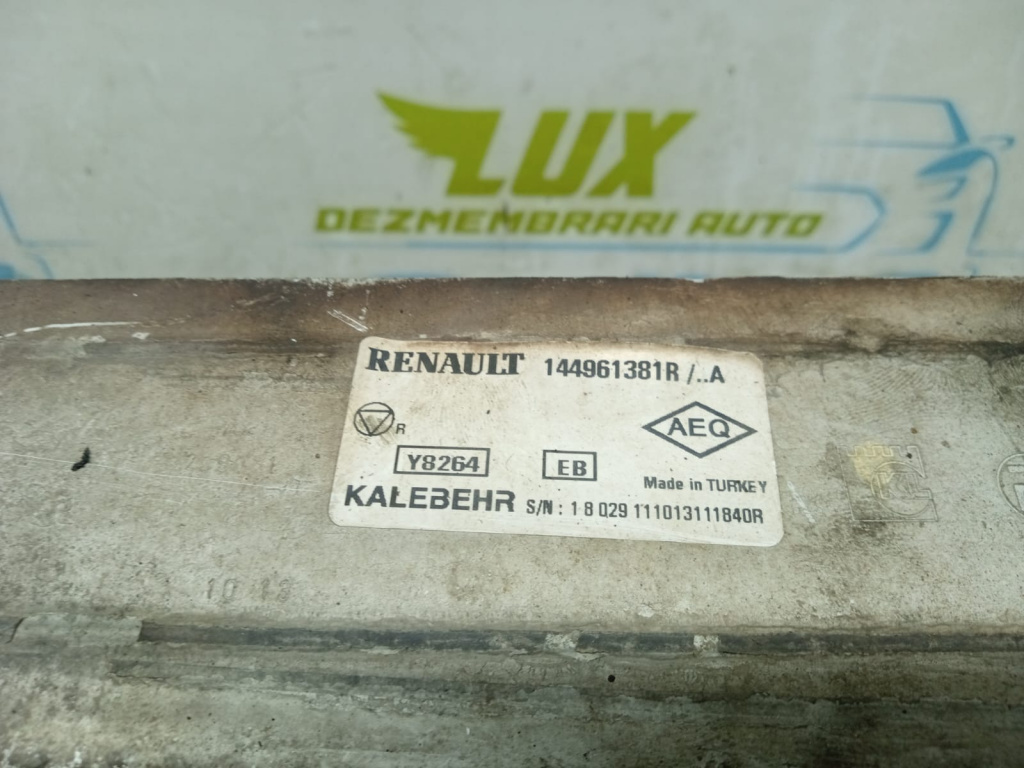 LUX
DEZMEMBRARI AUTO
RENAULT 144961381R /..A
R
AEQ
Y8264 EB
Made in TURKEY
KALEBEHR S/N : 1 8 029 111013111840R